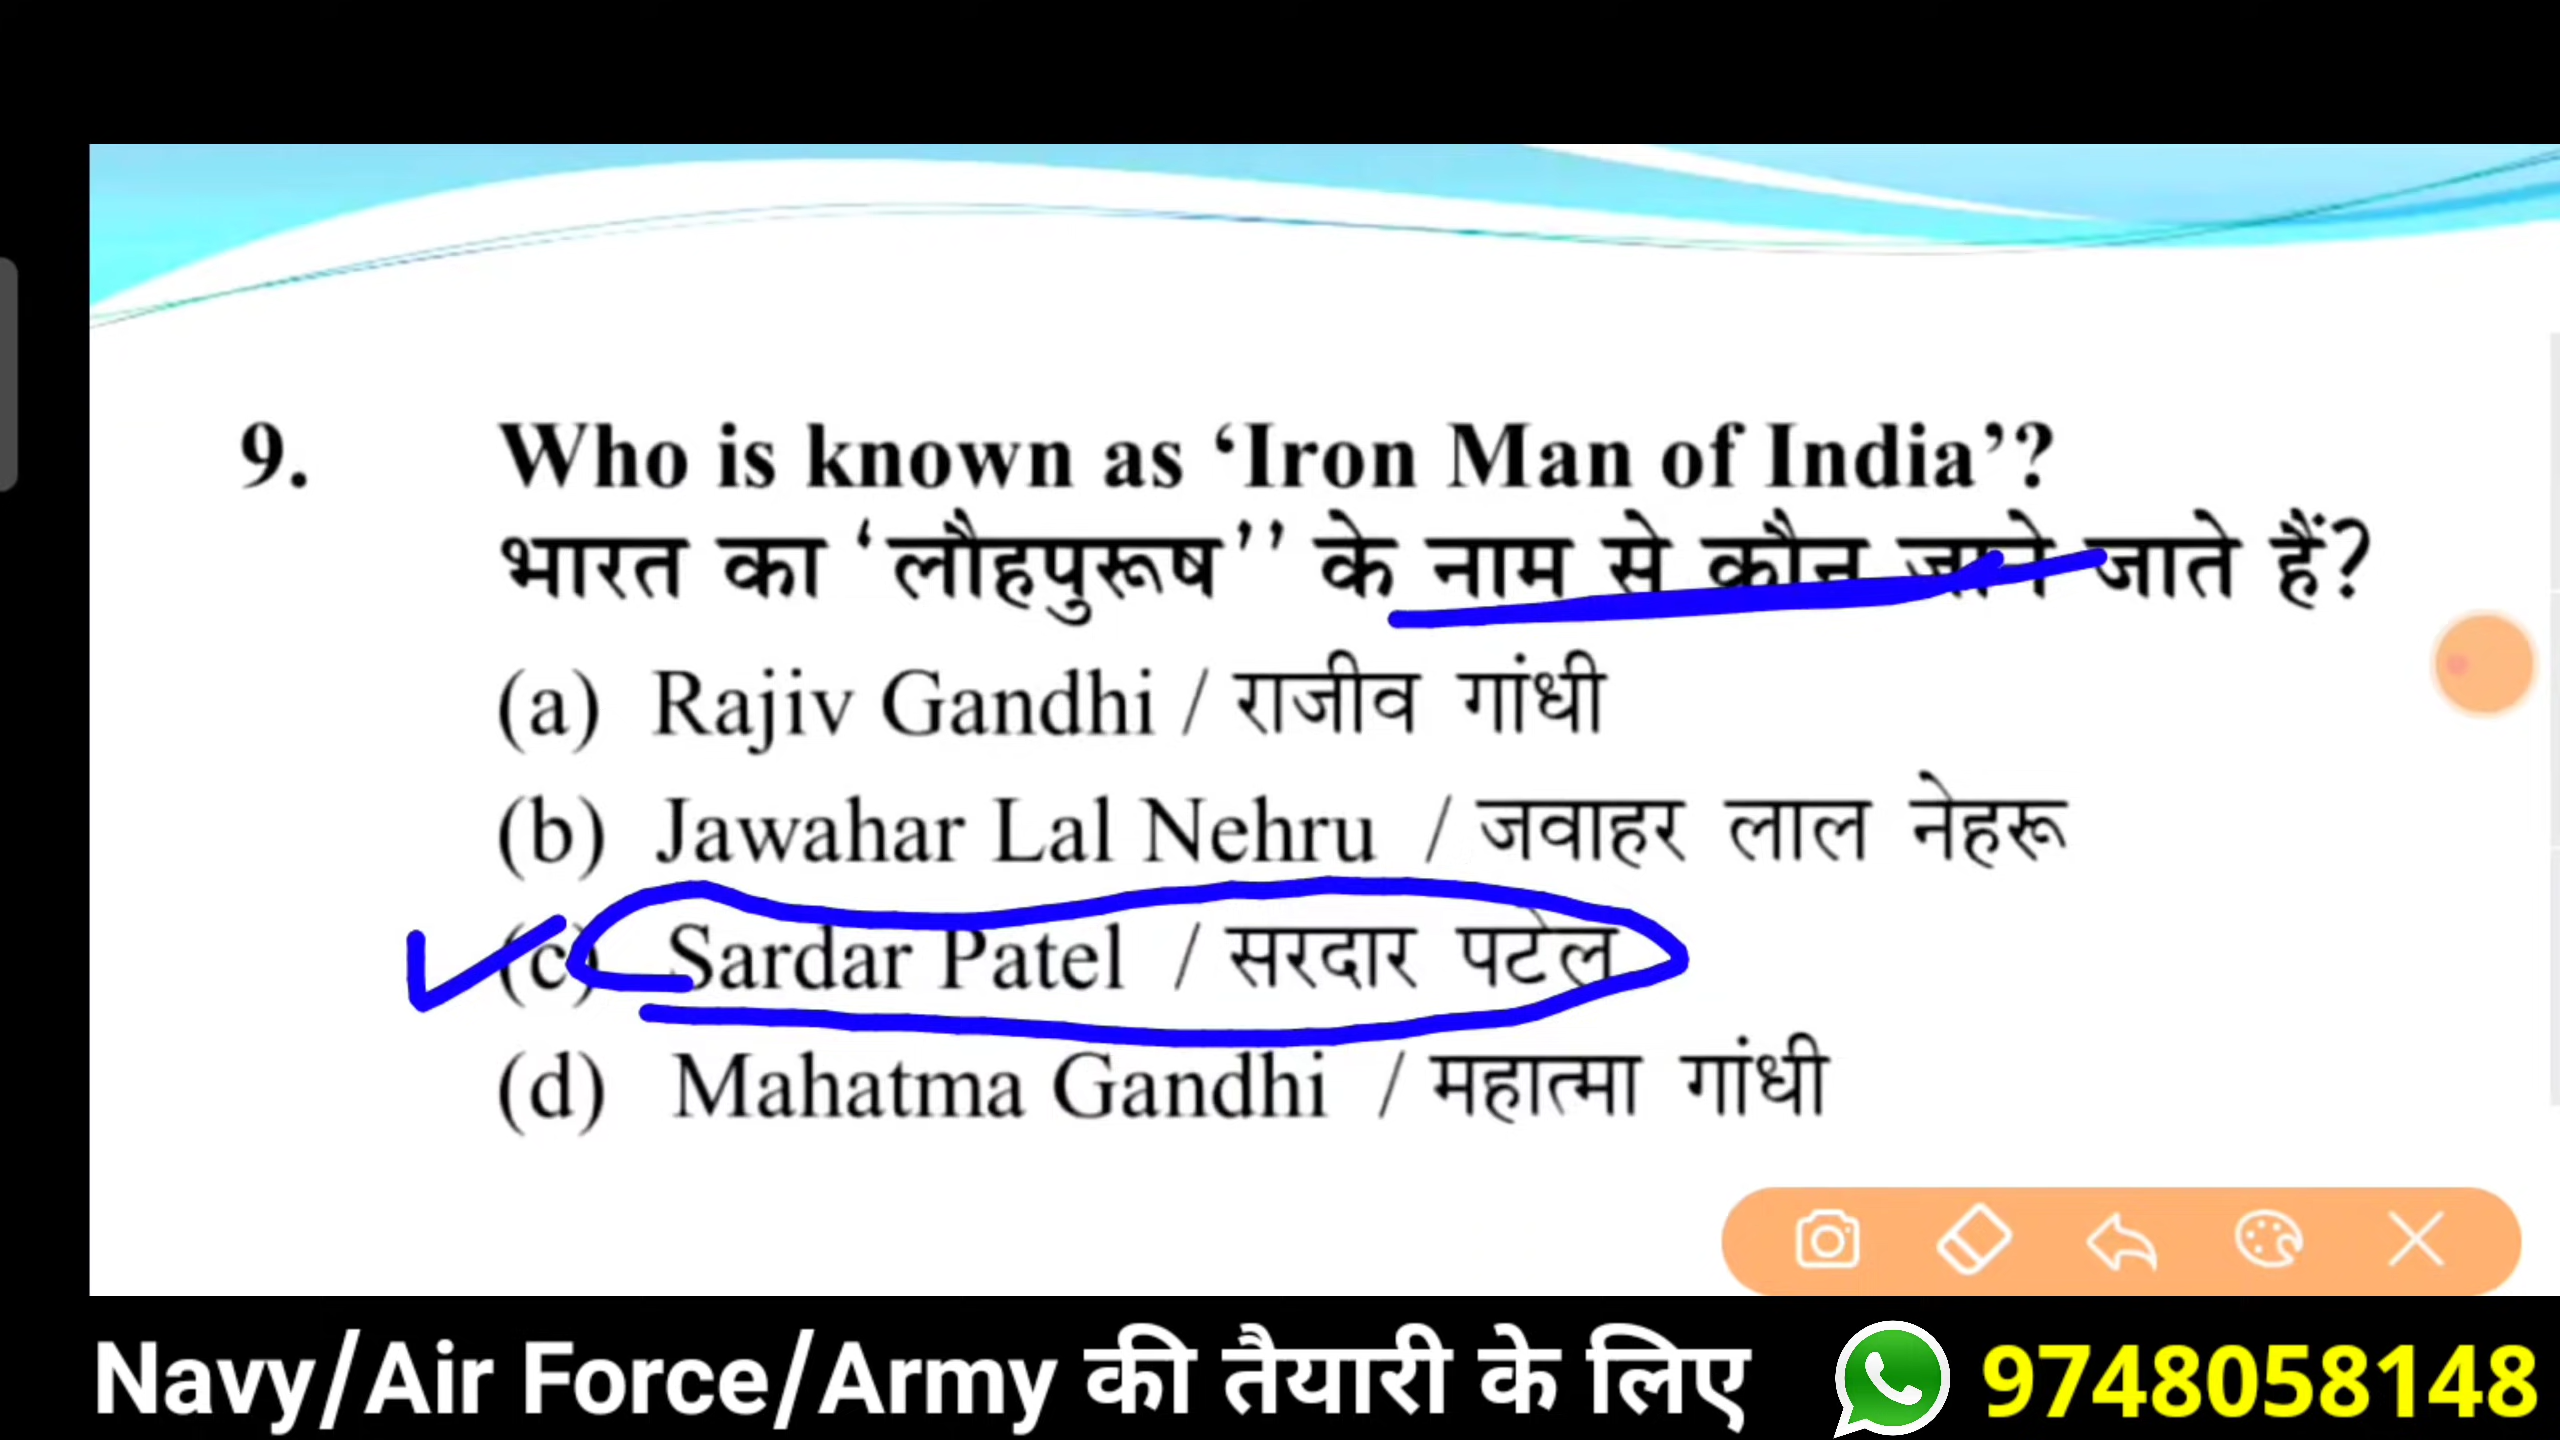 9. Who is known as ‘Iron Man of India’?
भारत का ‘लौहपुरूष’’ के नाम से कौन जाने जाते हैं?
(a) Rajiv Gandhi / राजीव गांधी
(b) Jawahar Lal Nehru / जवाहर लाल नेहरू
(c) Sardar Patel / सरदार पटेल
(d) Mahatma Gandhi / महात्मा गांधी
Navy/Air Force/Army की तैयारी के लिए 9748058148